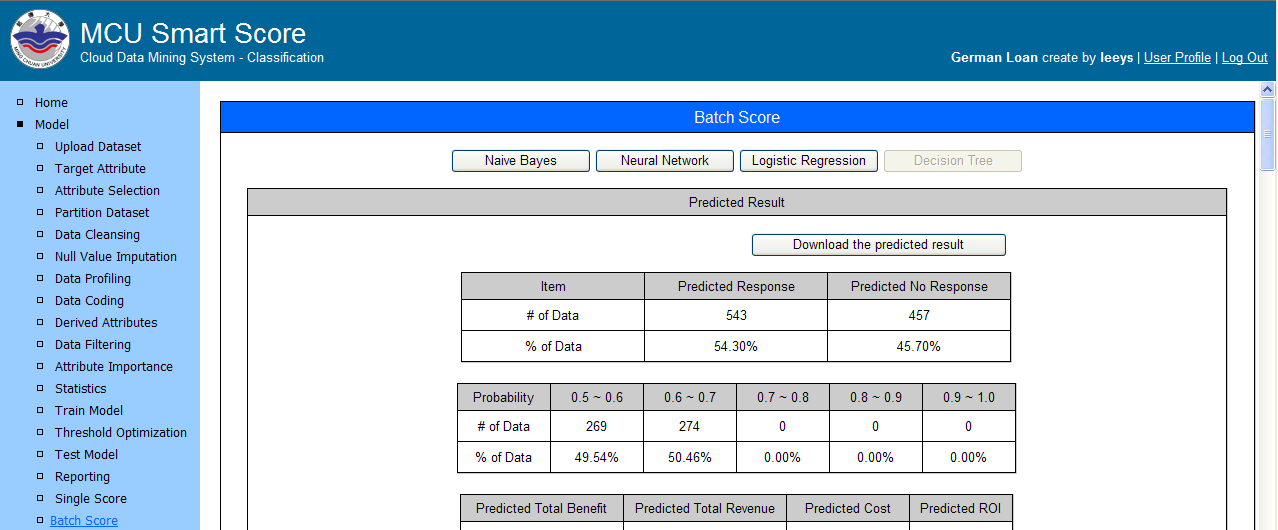 MCU Smart Score
Cloud Data Mining System - Classification
German Loan create by leeys | User Profile | Log Out
MING CHUAN UNIVERSITY
Home
Model
Upload Dataset
Target Attribute
Attribute Selection
Partition Dataset
Data Cleansing
Null Value Imputation
Data Profiling
Data Coding
Derived Attributes
Data Filtering
Attribute Importance
Statistics
Train Model
Threshold Optimization
Test Model
Reporting
Single Score
Batch Score
Batch Score
Naive Bayes Neural Network Logistic Regression Decision Tree
Predicted Result
Download the predicted result
Item Predicted Response Predicted No Response
# of Data 543 457
% of Data 54.30% 45.70%
Probability 0.5 ~ 0.6 0.6 ~ 0.7 0.7 ~ 0.8 0.8 ~ 0.9 0.9 ~ 1.0
# of Data 269 274 0 0 0
% of Data 49.54% 50.46% 0.00% 0.00% 0.00%
Predicted Total Benefit Predicted Total Revenue Predicted Cost Predicted ROI